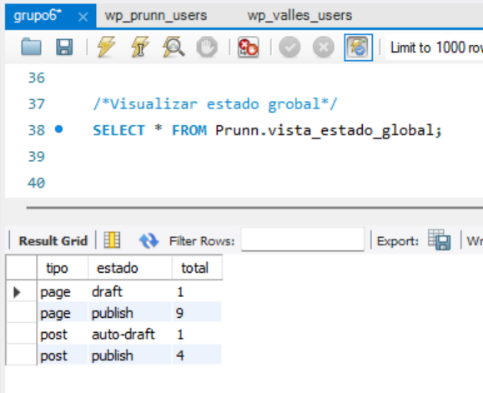 grupo6* × wp_prunn_users wp_valles_users
Limit to 1000 rov
36
37 /*Visualizar estado grobal*/
38 SELECT * FROM Prunn.vista_estado_global;
39
40
Result Grid Filter Rows: Export: Wr
tipo estado total
page draft 1
page publish 9
post auto-draft 1
post publish 4